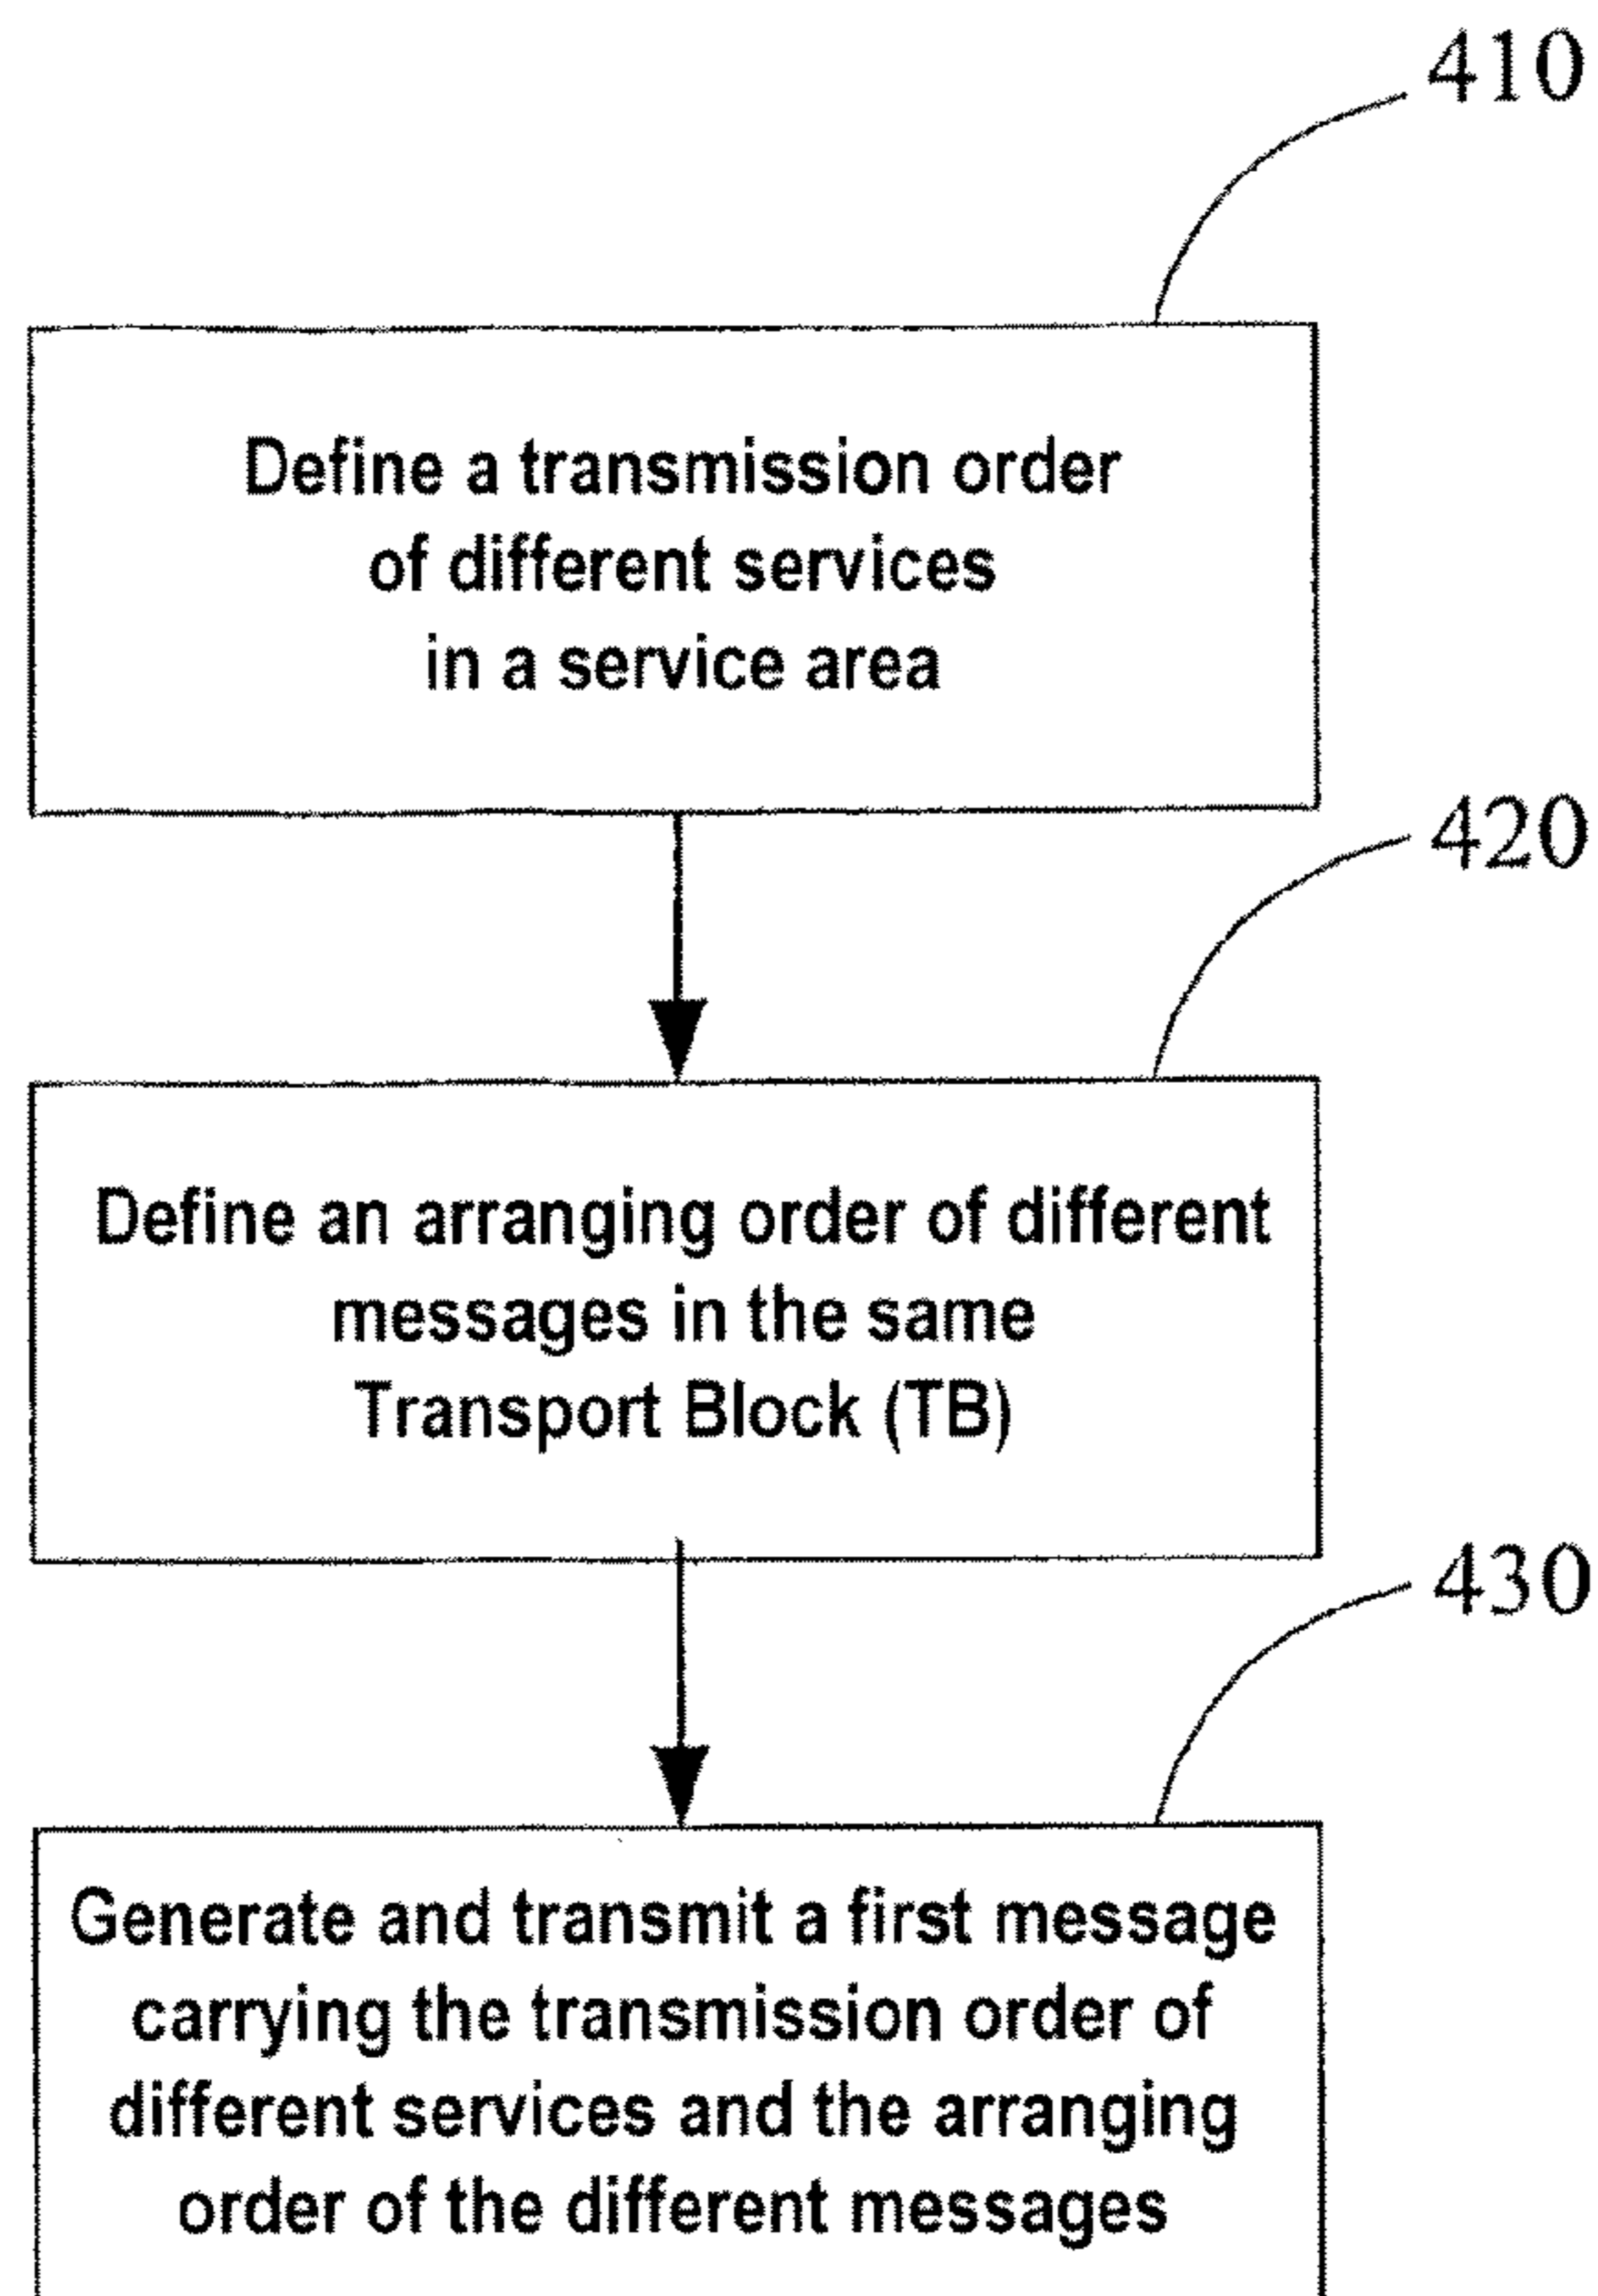 410
Define a transmission order
of different services
in a service area
420
Define an arranging order of different
messages in the same
Transport Block (TB)
430
Generate and transmit a first message
carrying the transmission order of
different services and the arranging
order of the different messages